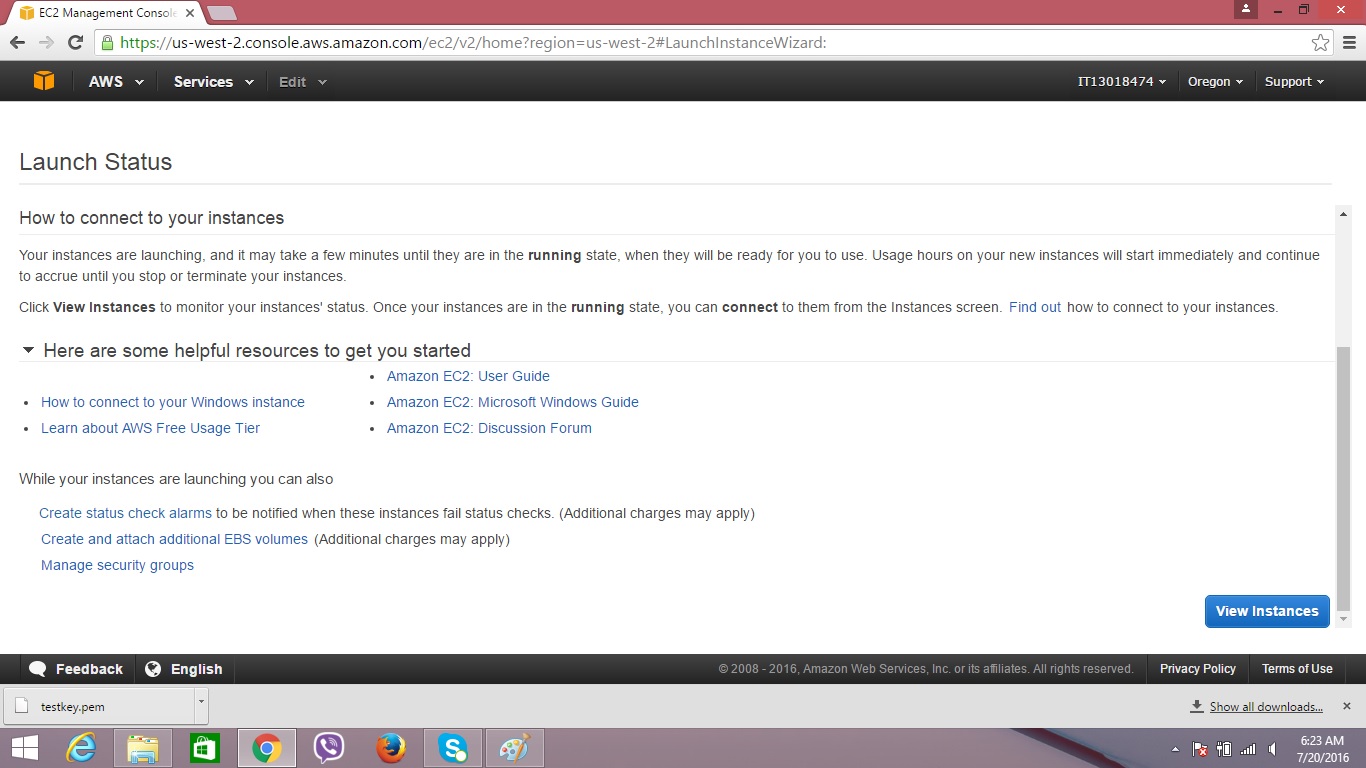 EC2 Management Console
https://us-west-2.console.aws.amazon.com/ec2/v2/home?region=us-west-2#LaunchInstanceWizard:
AWS Services Edit IT13018474 Oregon Support
Launch Status
How to connect to your instances
Your instances are launching, and it may take a few minutes until they are in the running state, when they will be ready for you to use. Usage hours on your new instances will start immediately and continue
to accrue until you stop or terminate your instances.
Click View Instances to monitor your instances' status. Once your instances are in the running state, you can connect to them from the Instances screen. Find out how to connect to your instances.
Here are some helpful resources to get you started
• Amazon EC2: User Guide
• How to connect to your Windows instance • Amazon EC2: Microsoft Windows Guide
• Learn about AWS Free Usage Tier • Amazon EC2: Discussion Forum
While your instances are launching you can also
Create status check alarms to be notified when these instances fail status checks. (Additional charges may apply)
Create and attach additional EBS volumes (Additional charges may apply)
Manage security groups
View Instances
Feedback English © 2008 - 2016, Amazon Web Services, Inc. or its affiliates. All rights reserved. Privacy Policy Terms of Use
testkey.pem Show all downloads...
6:23 AM
7/20/2016